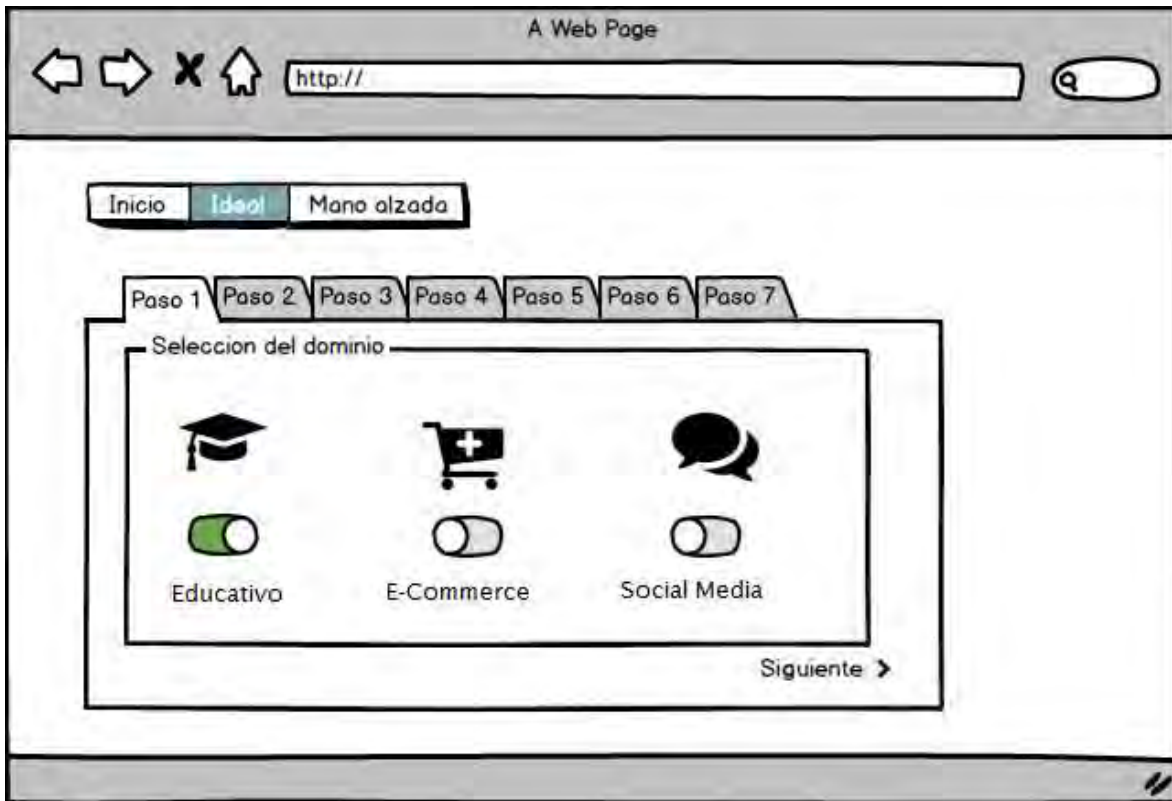 A Web Page
http://
Inicio Ideal Mano alzada
Paso 1 Paso 2 Paso 3 Paso 4 Paso 5 Paso 6 Paso 7
Seleccion del dominio
Educativo E-Commerce Social Media
Siguiente >